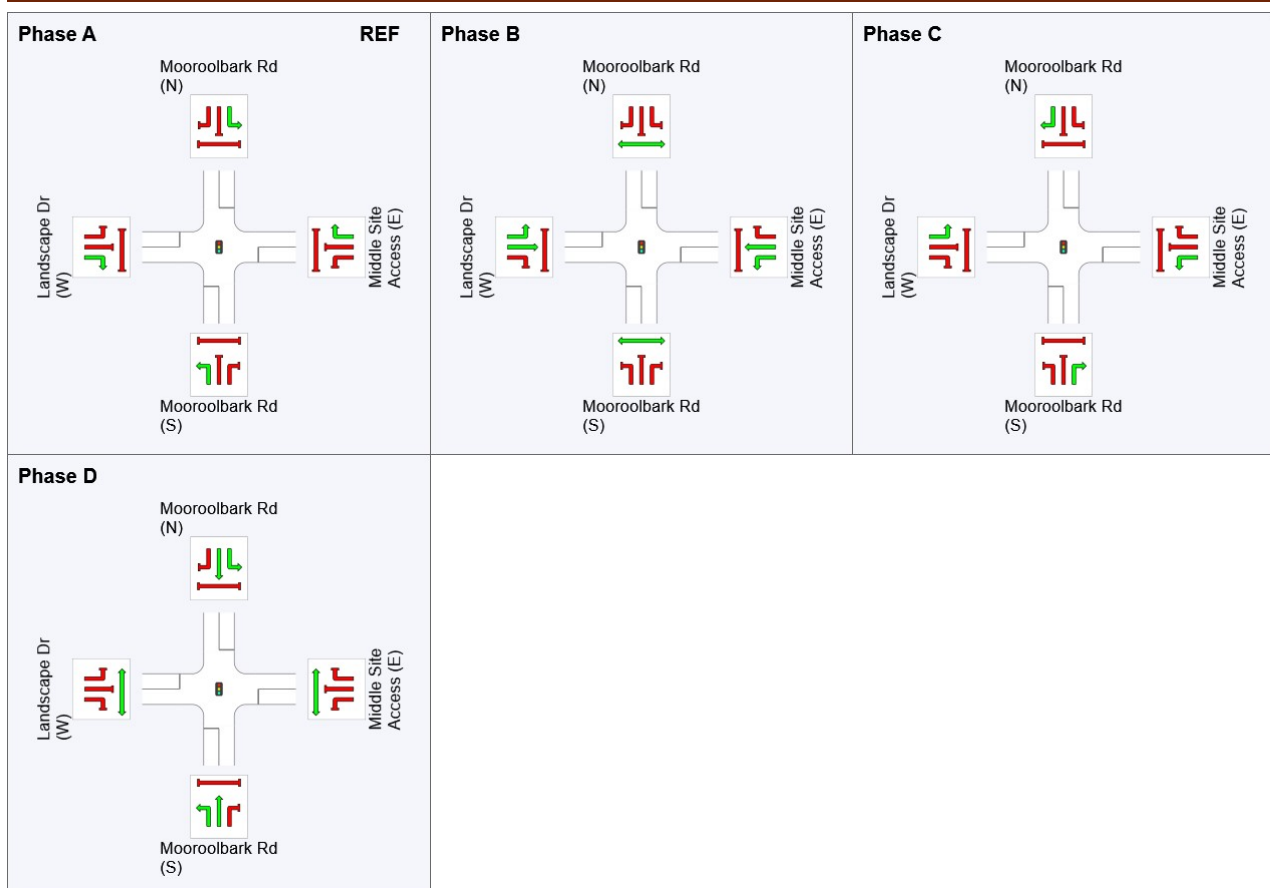 Phase A
REF
Mooroolbark Rd
(N)
Landscape Dr
(W)
Middle Site
Access (E)
Mooroolbark Rd
(S)
Phase B
Mooroolbark Rd
(N)
Landscape Dr
(W)
Middle Site
Access (E)
Mooroolbark Rd
(S)
Phase C
Mooroolbark Rd
(N)
Landscape Dr
(W)
Middle Site
Access (E)
Mooroolbark Rd
(S)
Phase D
Mooroolbark Rd
(N)
Landscape Dr
(W)
Middle Site
Access (E)
Mooroolbark Rd
(S)